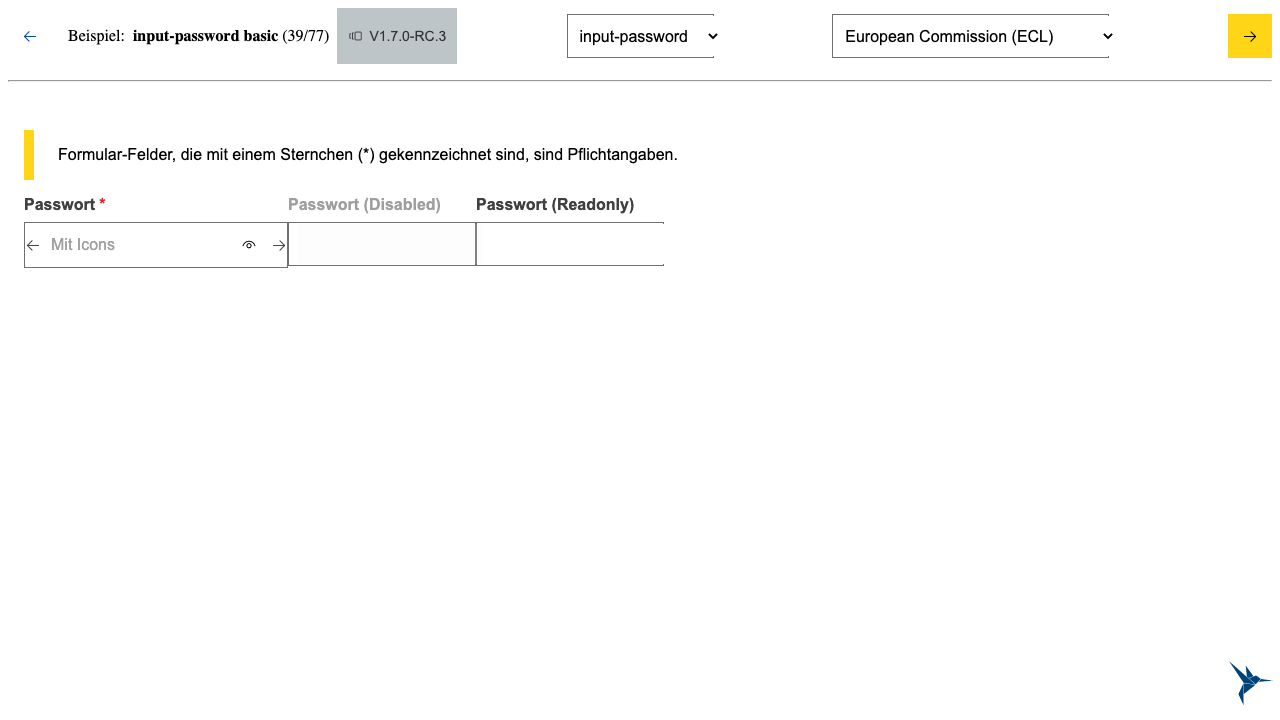 Beispiel: input-password basic (39/77) V1.7.0-RC.3 input-password European Commission (ECL)
Formular-Felder, die mit einem Sternchen (*) gekennzeichnet sind, sind Pflichtangaben.
Passwort * Passwort (Disabled) Passwort (Readonly)
Mit Icons